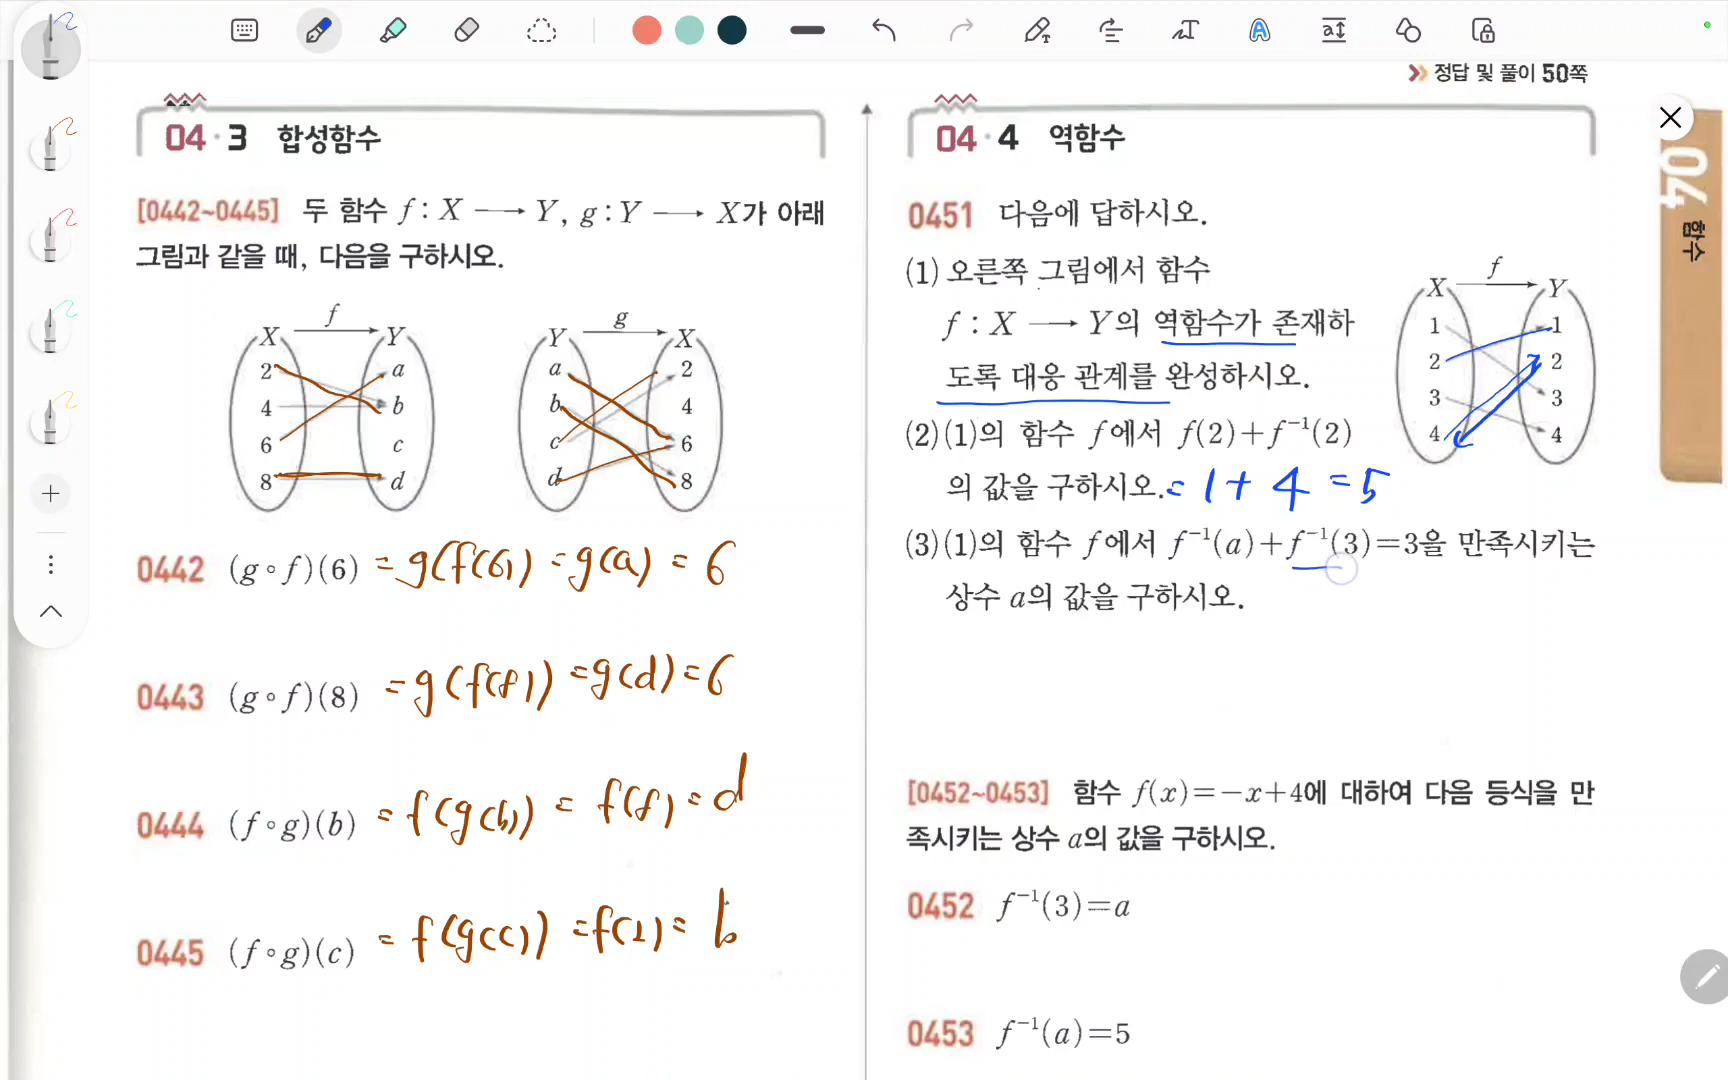 정답 및 풀이 50쪽
04·3 합성함수
[0442~0445] 두 함수 f : X ⟶ Y, g : Y ⟶ X가 아래
그림과 같을 때, 다음을 구하시오.
f
X Y
2 a
4 b
6 c
8 d
g
Y X
a 2
b 4
c 6
d 8
0442 (g∘f)(6) = g(f(6)) = g(a) = 6
0443 (g∘f)(8) = g(f(8)) = g(d) = 6
0444 (f∘g)(b) = f(g(b)) = f(8) = d
0445 (f∘g)(c) = f(g(c)) = f(2) = b
04·4 역함수
0451 다음에 답하시오.
(1) 오른쪽 그림에서 함수
f : X ⟶ Y의 역함수가 존재하
도록 대응 관계를 완성하시오.
f
X Y
1 1
2 2
3 3
4 4
(2) (1)의 함수 f에서 f(2)+f⁻¹(2)
의 값을 구하시오. = 1 + 4 = 5
(3) (1)의 함수 f에서 f⁻¹(a)+f⁻¹(3)=3을 만족시키는
상수 a의 값을 구하시오.
[0452~0453] 함수 f(x)=-x+4에 대하여 다음 등식을 만
족시키는 상수 a의 값을 구하시오.
0452 f⁻¹(3)=a
0453 f⁻¹(a)=5
04
함수